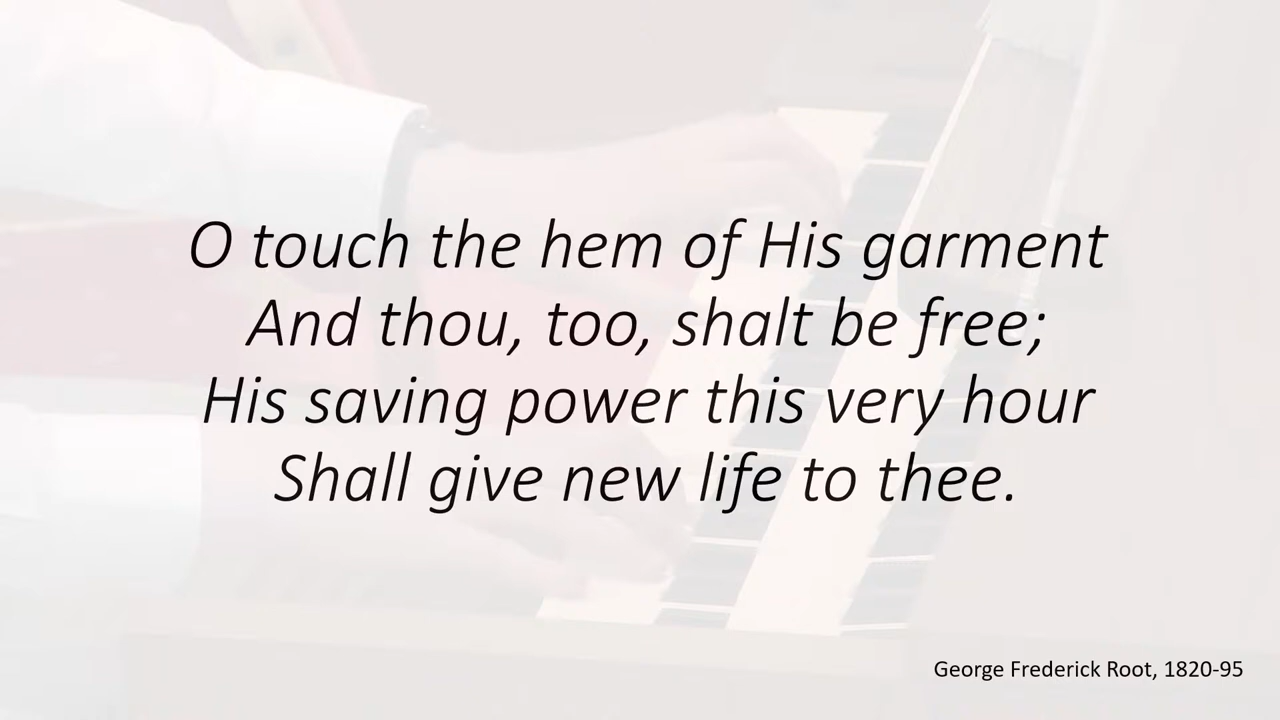 O touch the hem of His garment
And thou, too, shalt be free;
His saving power this very hour
Shall give new life to thee.
George Frederick Root, 1820-95